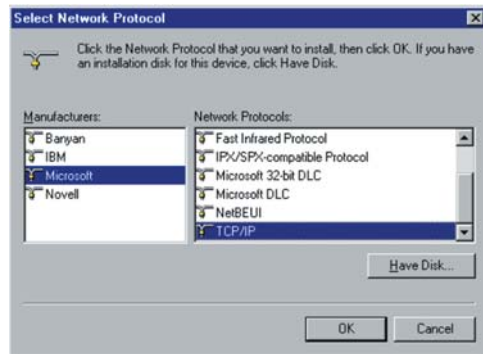 Select Network Protocol
Click the Network Protocol that you want to install, then click OK. If you have
an installation disk for this device, click Have Disk.
Manufacturers:
Banyan
IBM
Microsoft
Novell
Network Protocols:
Fast Infrared Protocol
IPX/SPX-compatible Protocol
Microsoft 32-bit DLC
Microsoft DLC
NetBEUI
TCP/IP
Have Disk...
OK
Cancel